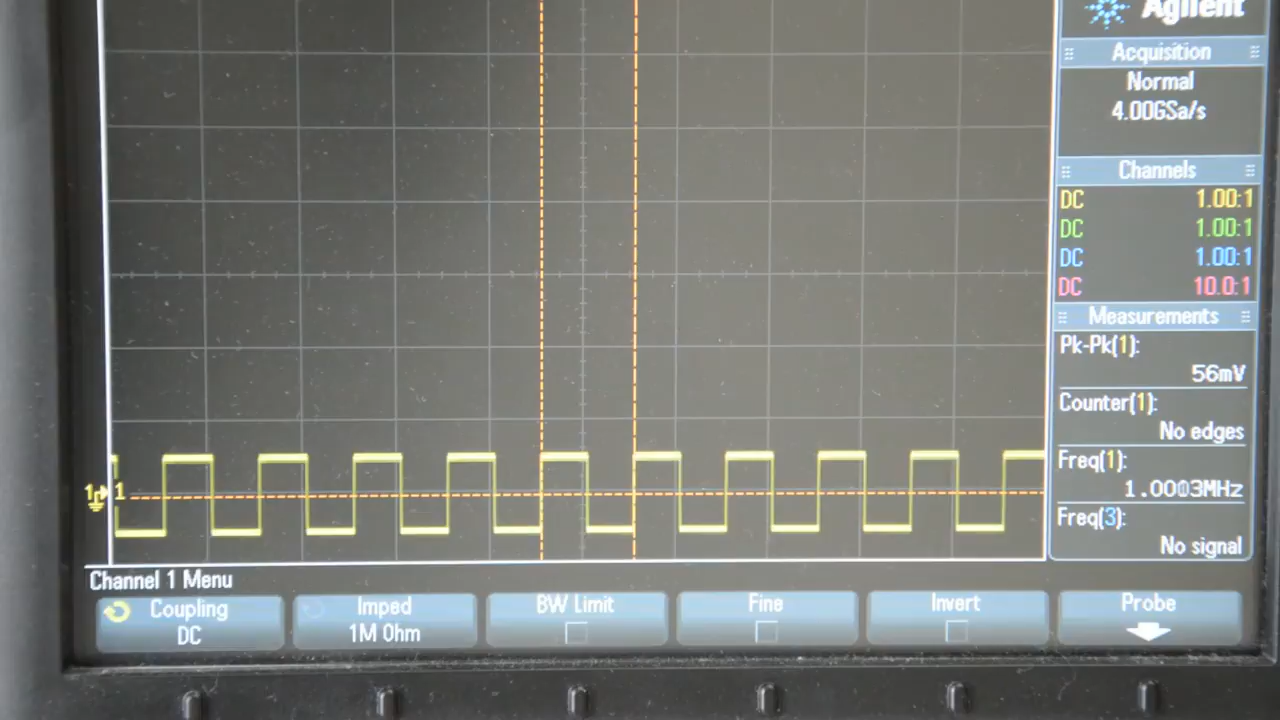 Agilent
Acquisition
Normal
4.00GSa/s
Channels
DC 1.00:1
DC 1.00:1
DC 1.00:1
DC 10.0:1
Measurements
Pk-Pk(1):
56mV
Counter(1):
No edges
Freq(1):
MHz
Freq(3):
No signal
1 1
Channel 1 Menu
Coupling
DC
Imped
1M Ohm
BW Limit
Fine
Invert
Probe